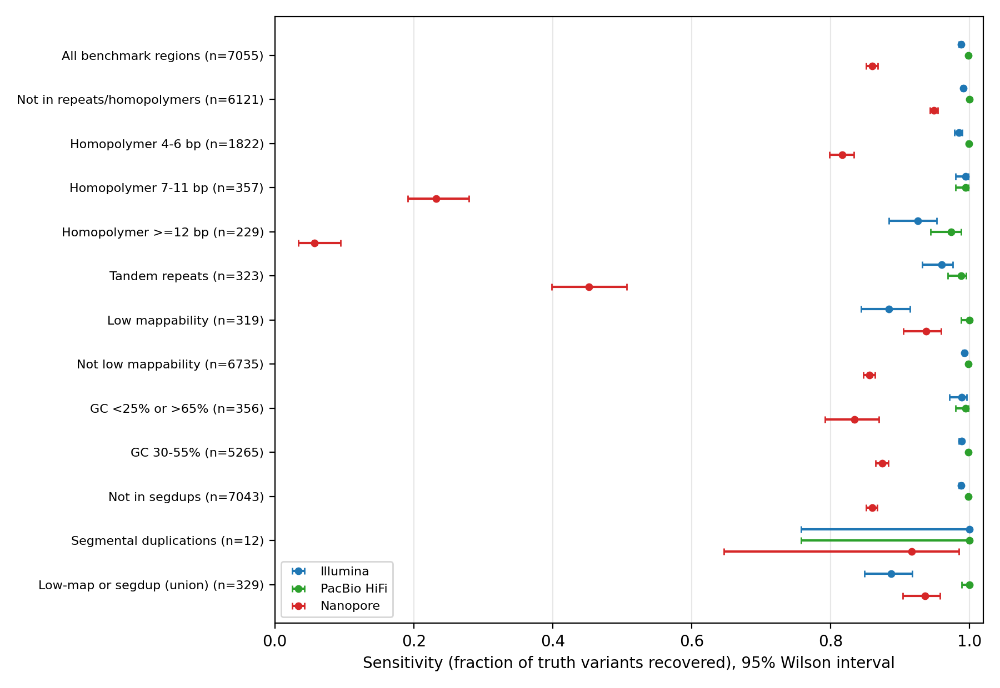 All benchmark regions (n=7055)
Not in repeats/homopolymers (n=6121)
Homopolymer 4-6 bp (n=1822)
Homopolymer 7-11 bp (n=357)
Homopolymer >=12 bp (n=229)
Tandem repeats (n=323)
Low mappability (n=319)
Not low mappability (n=6735)
GC <25% or >65% (n=356)
GC 30-55% (n=5265)
Not in segdups (n=7043)
Segmental duplications (n=12)
Low-map or segdup (union) (n=329)
Illumina
PacBio HiFi
Nanopore
0.0 0.2 0.4 0.6 0.8 1.0
Sensitivity (fraction of truth variants recovered), 95% Wilson interval